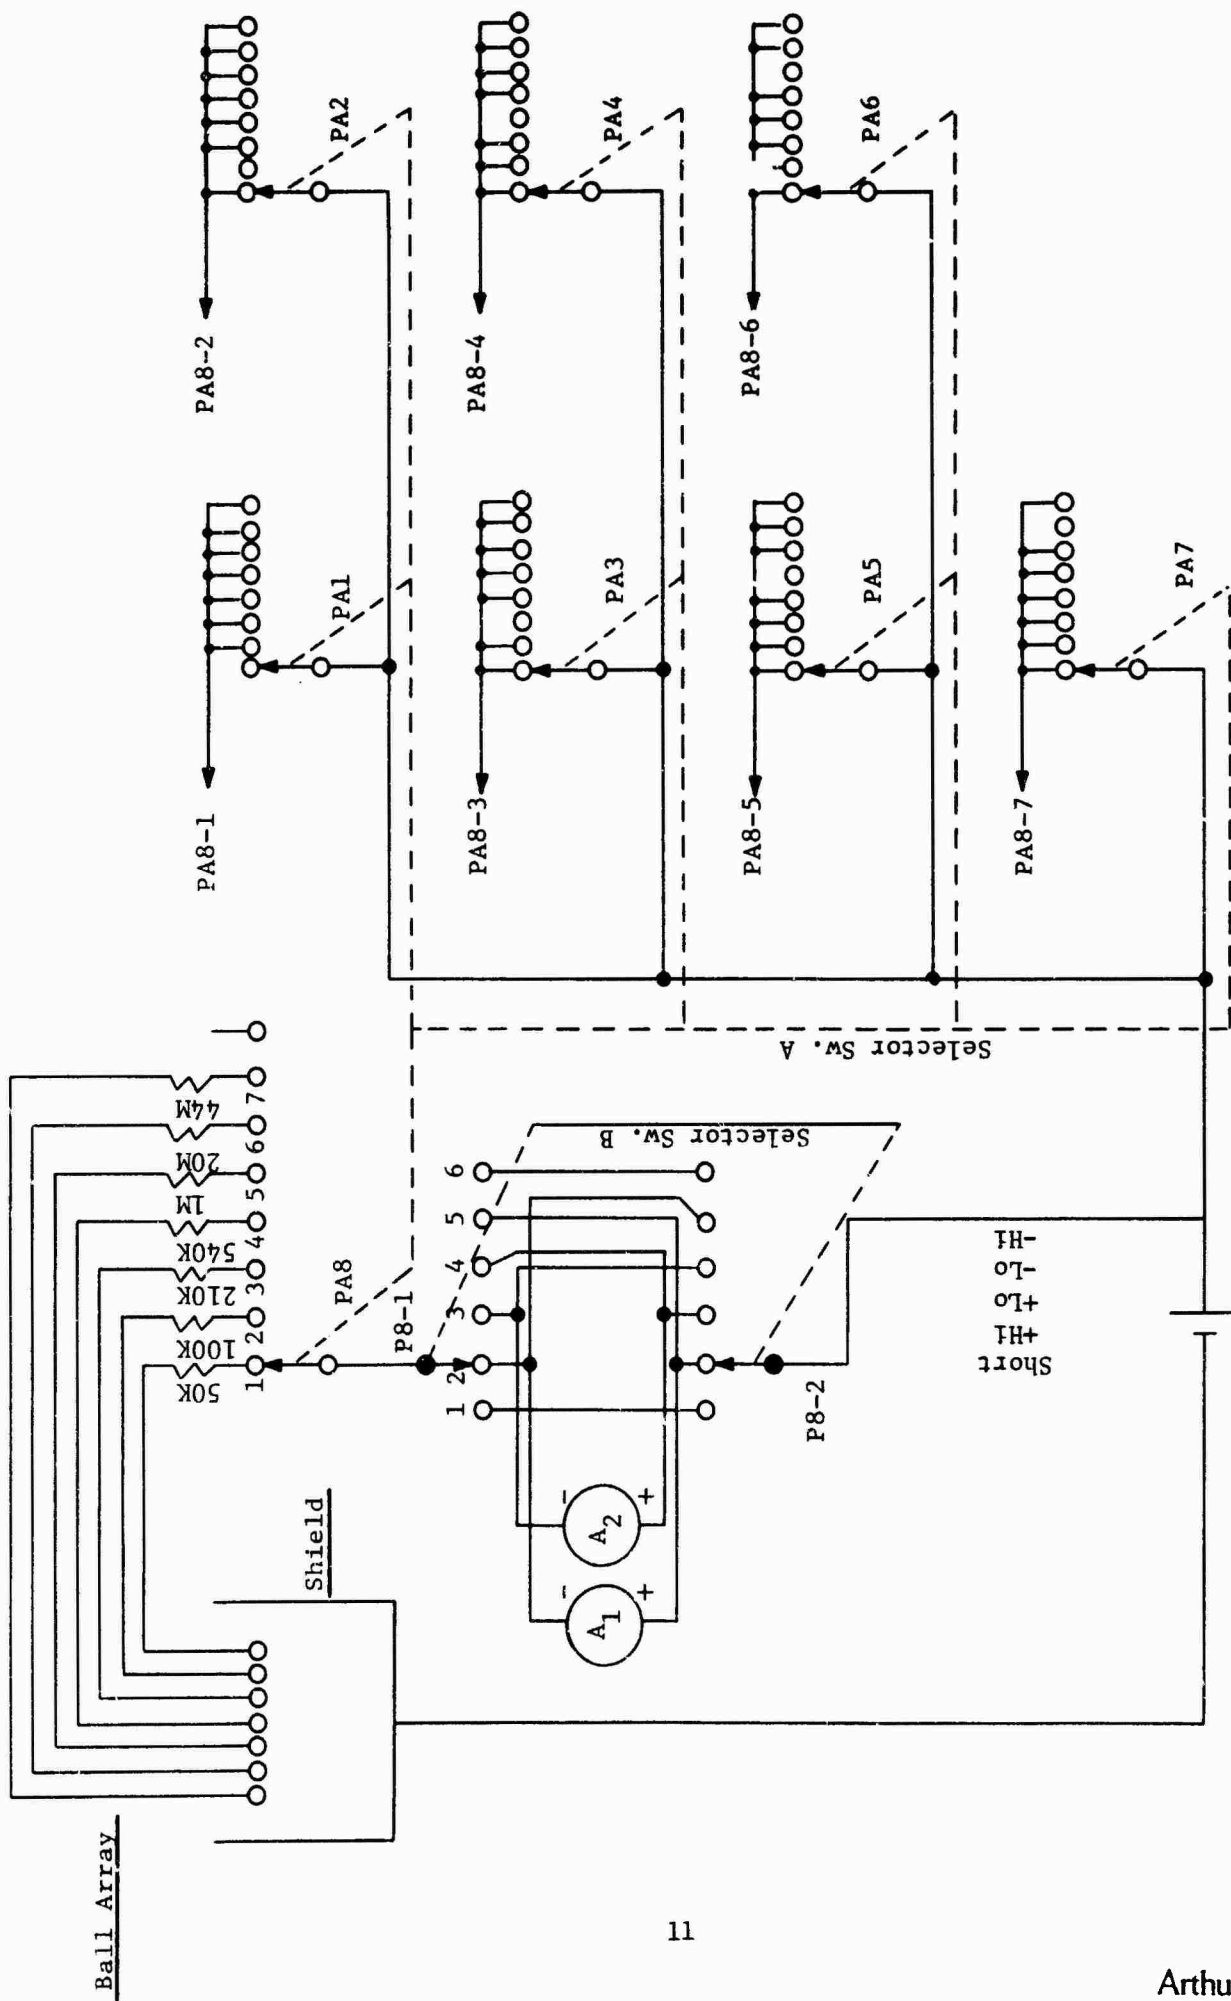 Ball Array
Shield
50K
100K
210K
540K
1M
20M
44M
1
2
3
4
5
6
7
PA8
P8-1
1
2
3
4
5
6
Selector Sw. B
A1
-
+
A2
-
+
P8-2
Short
+Hi
+Lo
-Lo
-Hi
Selector Sw. A
PA8-1
PA1
PA8-2
PA2
PA8-3
PA3
PA8-4
PA4
PA8-5
PA5
PA8-6
PA6
PA8-7
PA7
11
Arthu